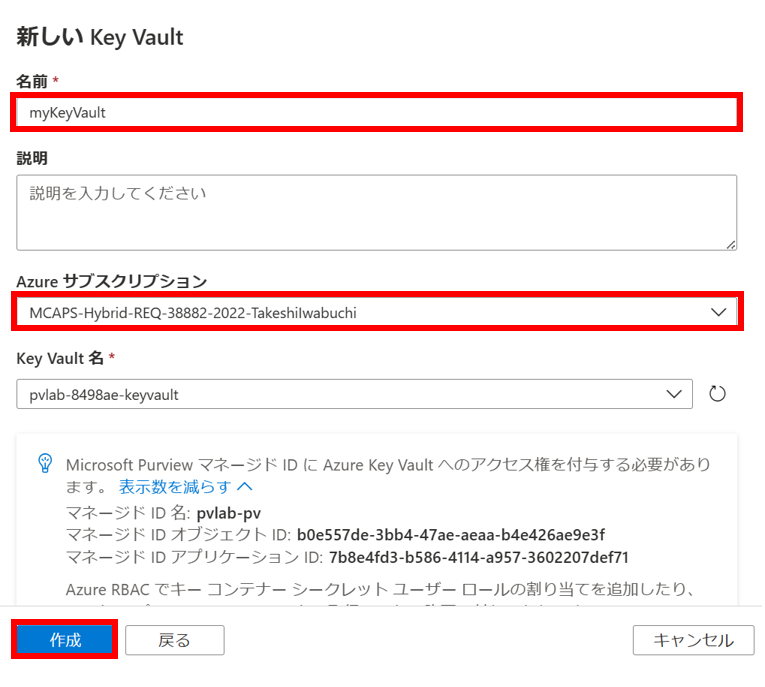 新しい Key Vault
名前 *
myKeyVault
説明
説明を入力してください
Azure サブスクリプション
MCAPS-Hybrid-REQ-38882-2022-TakeshiIwabuchi
Key Vault 名 *
pvlab-8498ae-keyvault
Microsoft Purview マネージド ID に Azure Key Vault へのアクセス権を付与する必要があり
ます。 表示数を減らす
マネージド ID 名: pvlab-pv
マネージド ID オブジェクト ID: b0e557de-3bb4-47ae-aeaa-b4e426ae9e3f
マネージド ID アプリケーション ID: 7b8e4fd3-b586-4114-a957-3602207def71
Azure RBAC でキー コンテナー シークレット ユーザー ロールの割り当てを追加したり、
作成 戻る キャンセル